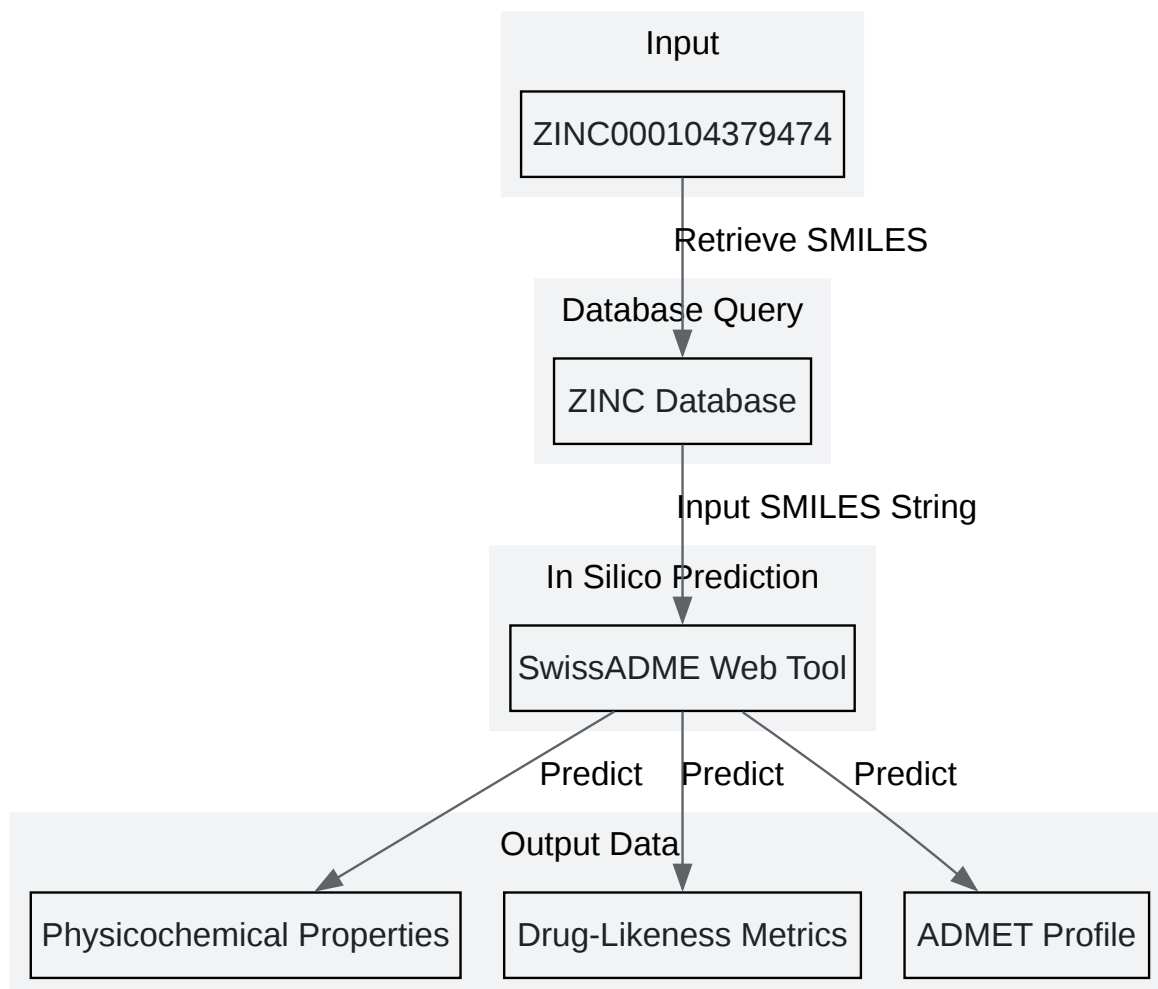 Input
ZINC000104379474
Retrieve SMILES
Database Query
ZINC Database
Input SMILES String
In Silico Prediction
SwissADME Web Tool
Predict
Predict
Predict
Output Data
Physicochemical Properties
Drug-Likeness Metrics
ADMET Profile